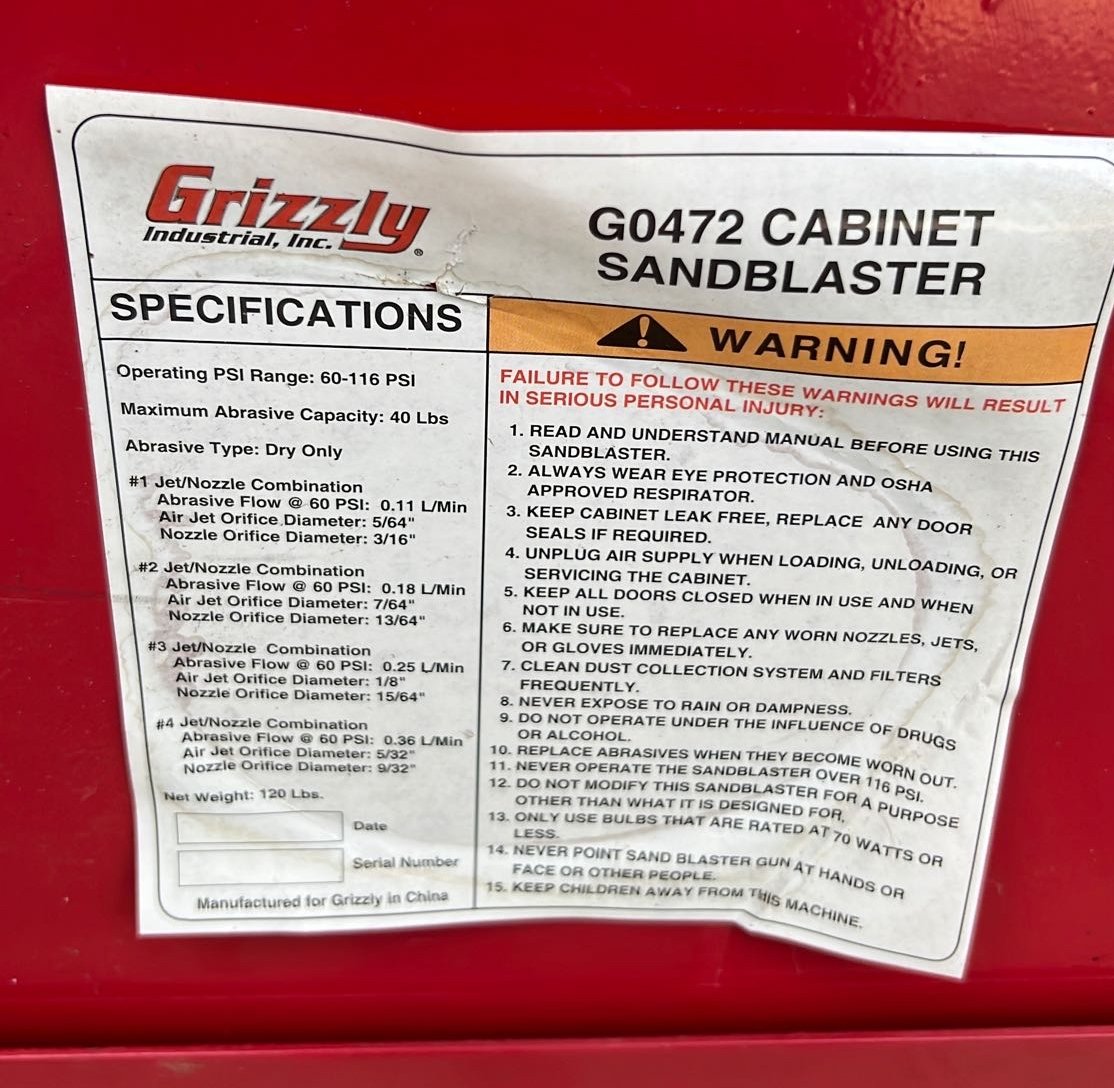 Grizzly
Industrial, Inc.®
G0472 CABINET
SANDBLASTER
SPECIFICATIONS
Operating PSI Range: 60-116 PSI
Maximum Abrasive Capacity: 40 Lbs
Abrasive Type: Dry Only
#1 Jet/Nozzle Combination
Abrasive Flow @ 60 PSI: 0.11 L/Min
Air Jet Orifice Diameter: 5/64"
Nozzle Orifice Diameter: 3/16"
#2 Jet/Nozzle Combination
Abrasive Flow @ 60 PSI: 0.18 L/Min
Air Jet Orifice Diameter: 7/64"
Nozzle Orifice Diameter: 13/64"
#3 Jet/Nozzle Combination
Abrasive Flow @ 60 PSI: 0.25 L/Min
Air Jet Orifice Diameter: 1/8"
Nozzle Orifice Diameter: 15/64"
#4 Jet/Nozzle Combination
Abrasive Flow @ 60 PSI: 0.36 L/Min
Air Jet Orifice Diameter: 5/32"
Nozzle Orifice Diameter: 9/32"
Net Weight: 120 Lbs.
Date
Serial Number
Manufactured for Grizzly in China
WARNING!
FAILURE TO FOLLOW THESE WARNINGS WILL RESULT
IN SERIOUS PERSONAL INJURY:
1. READ AND UNDERSTAND MANUAL BEFORE USING THIS
SANDBLASTER.
2. ALWAYS WEAR EYE PROTECTION AND OSHA
APPROVED RESPIRATOR.
3. KEEP CABINET LEAK FREE, REPLACE ANY DOOR
SEALS IF REQUIRED.
4. UNPLUG AIR SUPPLY WHEN LOADING, UNLOADING, OR
SERVICING THE CABINET.
5. KEEP ALL DOORS CLOSED WHEN IN USE AND WHEN
NOT IN USE.
6. MAKE SURE TO REPLACE ANY WORN NOZZLES, JETS,
OR GLOVES IMMEDIATELY.
7. CLEAN DUST COLLECTION SYSTEM AND FILTERS
FREQUENTLY.
8. NEVER EXPOSE TO RAIN OR DAMPNESS.
9. DO NOT OPERATE UNDER THE INFLUENCE OF DRUGS
OR ALCOHOL.
10. REPLACE ABRASIVES WHEN THEY BECOME WORN OUT.
11. NEVER OPERATE THE SANDBLASTER OVER 116 PSI.
12. DO NOT MODIFY THIS SANDBLASTER FOR A PURPOSE
OTHER THAN WHAT IT IS DESIGNED FOR.
13. ONLY USE BULBS THAT ARE RATED AT 70 WATTS OR
LESS.
14. NEVER POINT SAND BLASTER GUN AT HANDS OR
FACE OR OTHER PEOPLE.
15. KEEP CHILDREN AWAY FROM THIS MACHINE.